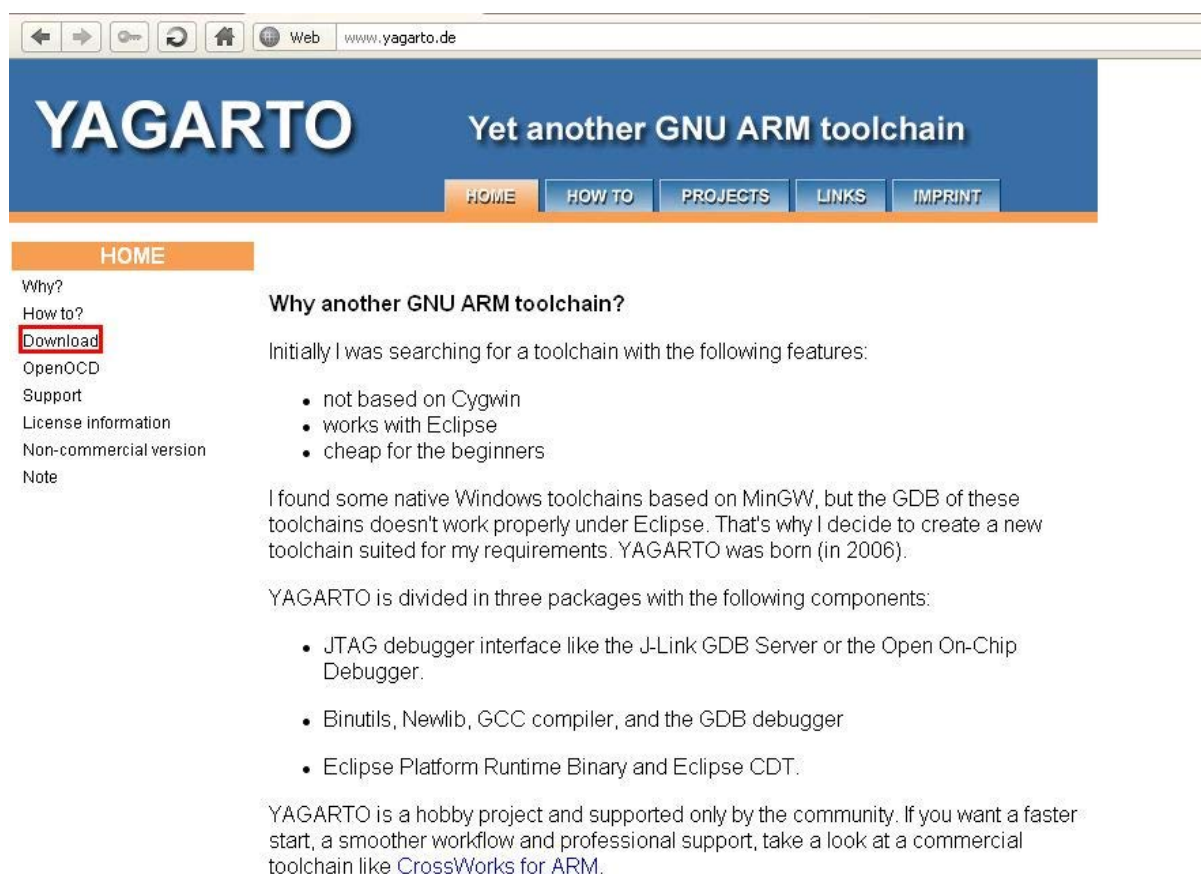 Web www.yagarto.de
YAGARTO
Yet another GNU ARM toolchain
HOME HOW TO PROJECTS LINKS IMPRINT
HOME
Why?
How to?
Download
OpenOCD
Support
License information
Non-commercial version
Note
Why another GNU ARM toolchain?
Initially I was searching for a toolchain with the following features:
• not based on Cygwin
• works with Eclipse
• cheap for the beginners
I found some native Windows toolchains based on MinGW, but the GDB of these
toolchains doesn't work properly under Eclipse. That's why I decide to create a new
toolchain suited for my requirements. YAGARTO was born (in 2006).
YAGARTO is divided in three packages with the following components:
• JTAG debugger interface like the J-Link GDB Server or the Open On-Chip
Debugger.
• Binutils, Newlib, GCC compiler, and the GDB debugger
• Eclipse Platform Runtime Binary and Eclipse CDT.
YAGARTO is a hobby project and supported only by the community. If you want a faster
start, a smoother workflow and professional support, take a look at a commercial
toolchain like CrossWorks for ARM.